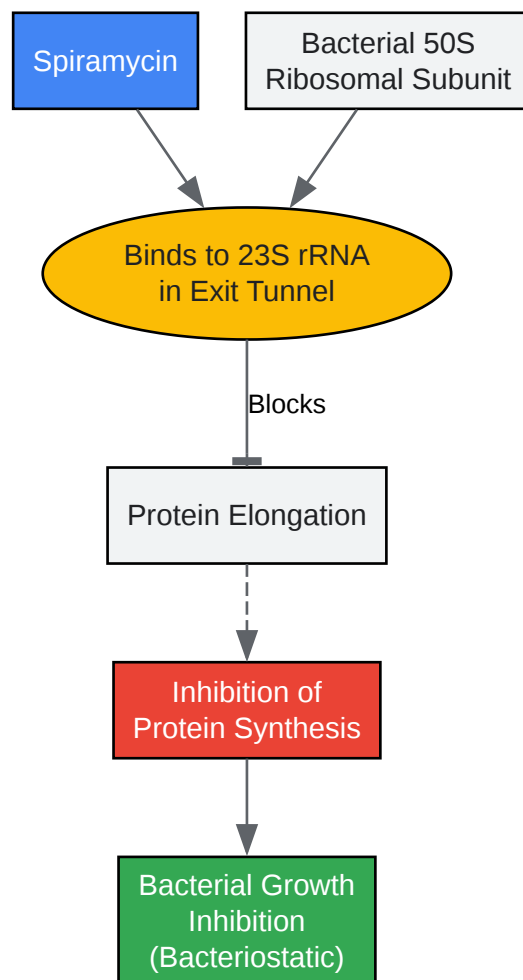 Spiramycin
Bacterial 50S
Ribosomal Subunit
Binds to 23S rRNA
in Exit Tunnel
Blocks
Protein Elongation
Inhibition of
Protein Synthesis
Bacterial Growth
Inhibition
(Bacteriostatic)